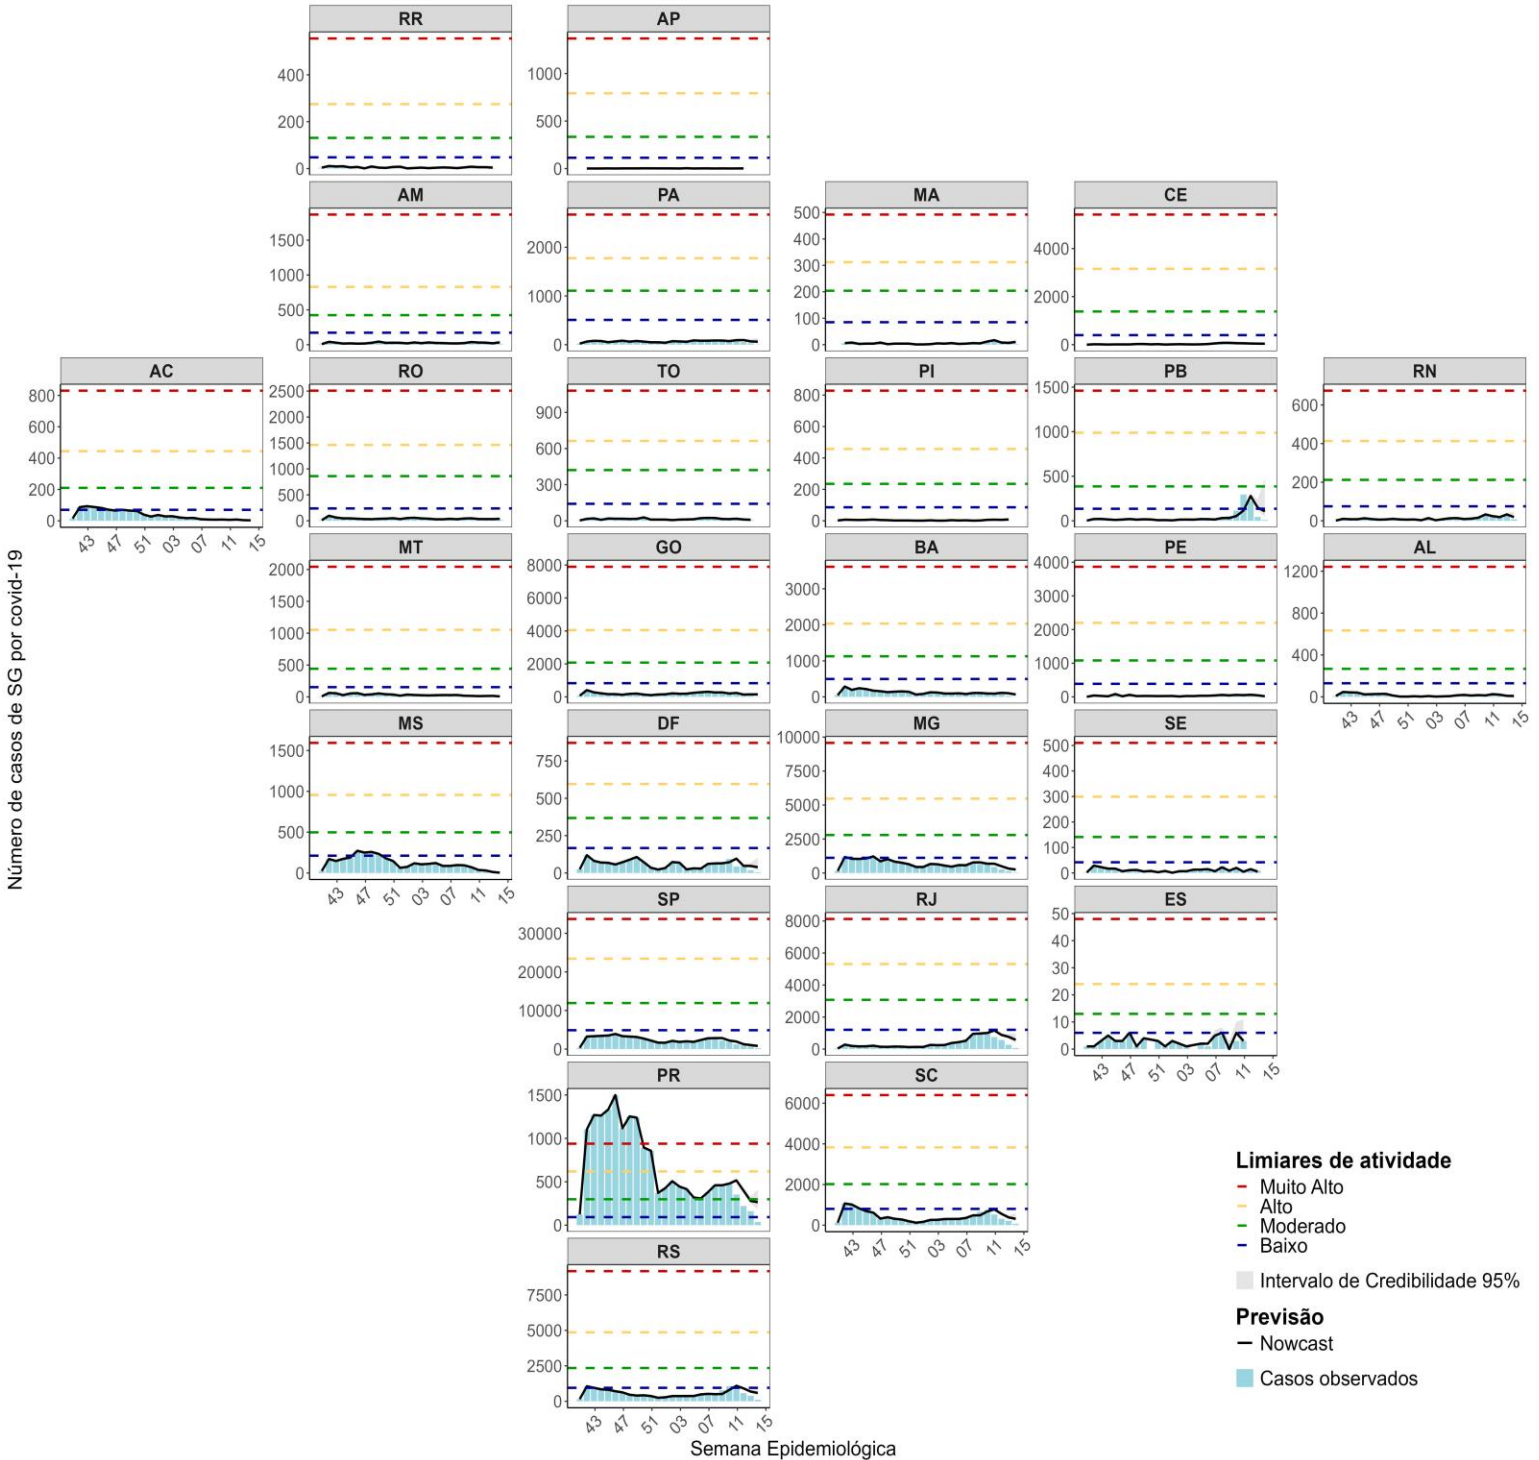 RR
AP
400
200
0
1000
500
0
AM
PA
MA
CE
1500
1000
500
0
2000
1000
0
500
400
300
200
100
0
4000
2000
0
AC
RO
TO
PI
PB
RN
800
600
400
200
0
2500
2000
1500
1000
500
0
900
600
300
0
800
600
400
200
0
1500
1000
500
0
600
400
200
0
43 47 51 03 07 11 15
MT
GO
BA
PE
AL
2000
1500
1000
500
0
8000
6000
4000
2000
0
3000
2000
1000
0
4000
3000
2000
1000
0
1200
800
400
0
43 47 51 03 07 11 15
MS
DF
MG
SE
1500
1000
500
0
750
500
250
0
10000
7500
5000
2500
0
500
400
300
200
100
0
43 47 51 03 07 11 15
SP
RJ
ES
30000
20000
10000
0
8000
6000
4000
2000
0
50
40
30
20
10
0
43 47 51 03 07 11 15
PR
SC
1500
1000
500
0
6000
4000
2000
0
43 47 51 03 07 11 15
RS
7500
5000
2500
0
43 47 51 03 07 11 15
Número de casos de SG por covid-19
Semana Epidemiológica
Limiares de atividade
Muito Alto
Alto
Moderado
Baixo
Intervalo de Credibilidade 95%
Previsão
Nowcast
Casos observados